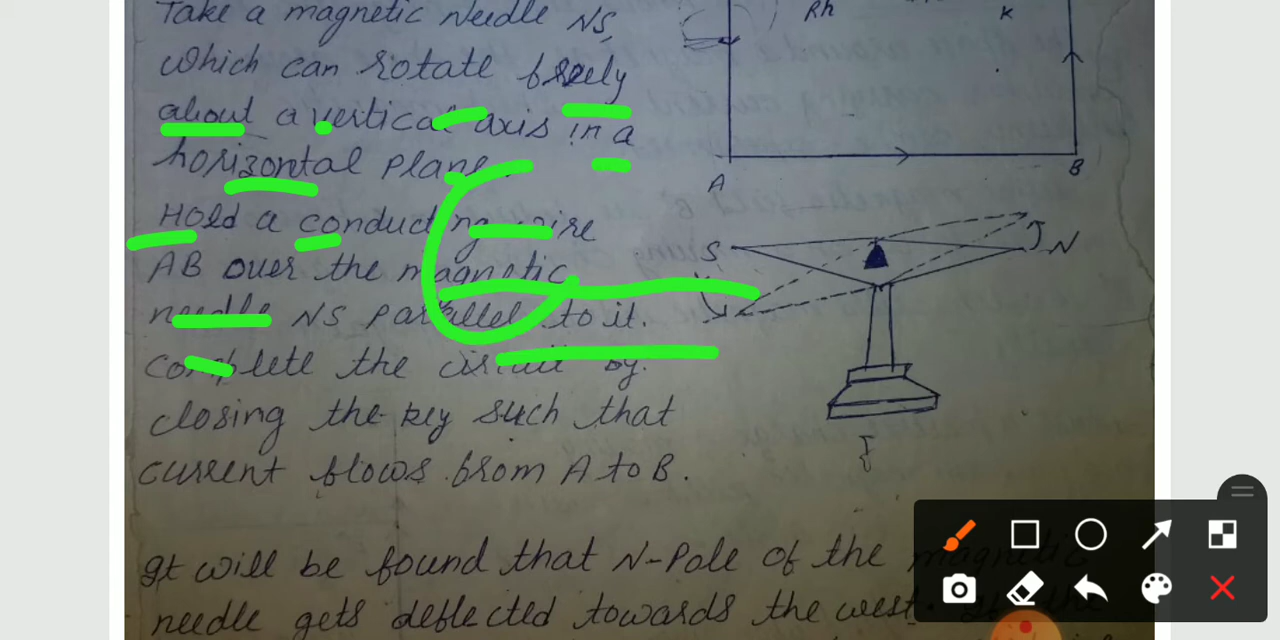 Take a magnetic Needle NS,
Rh
K
which can rotate freely
about a vertical axis in a
horizontal plane.
A
B
Hold a conducting wire
AB over the magnetic
S
N
needle NS parallel to it.
Complete the circuit by
closing the key such that
current flows from A to B.
It will be found that N-Pole of the magnetic
needle gets deflected towards the west.